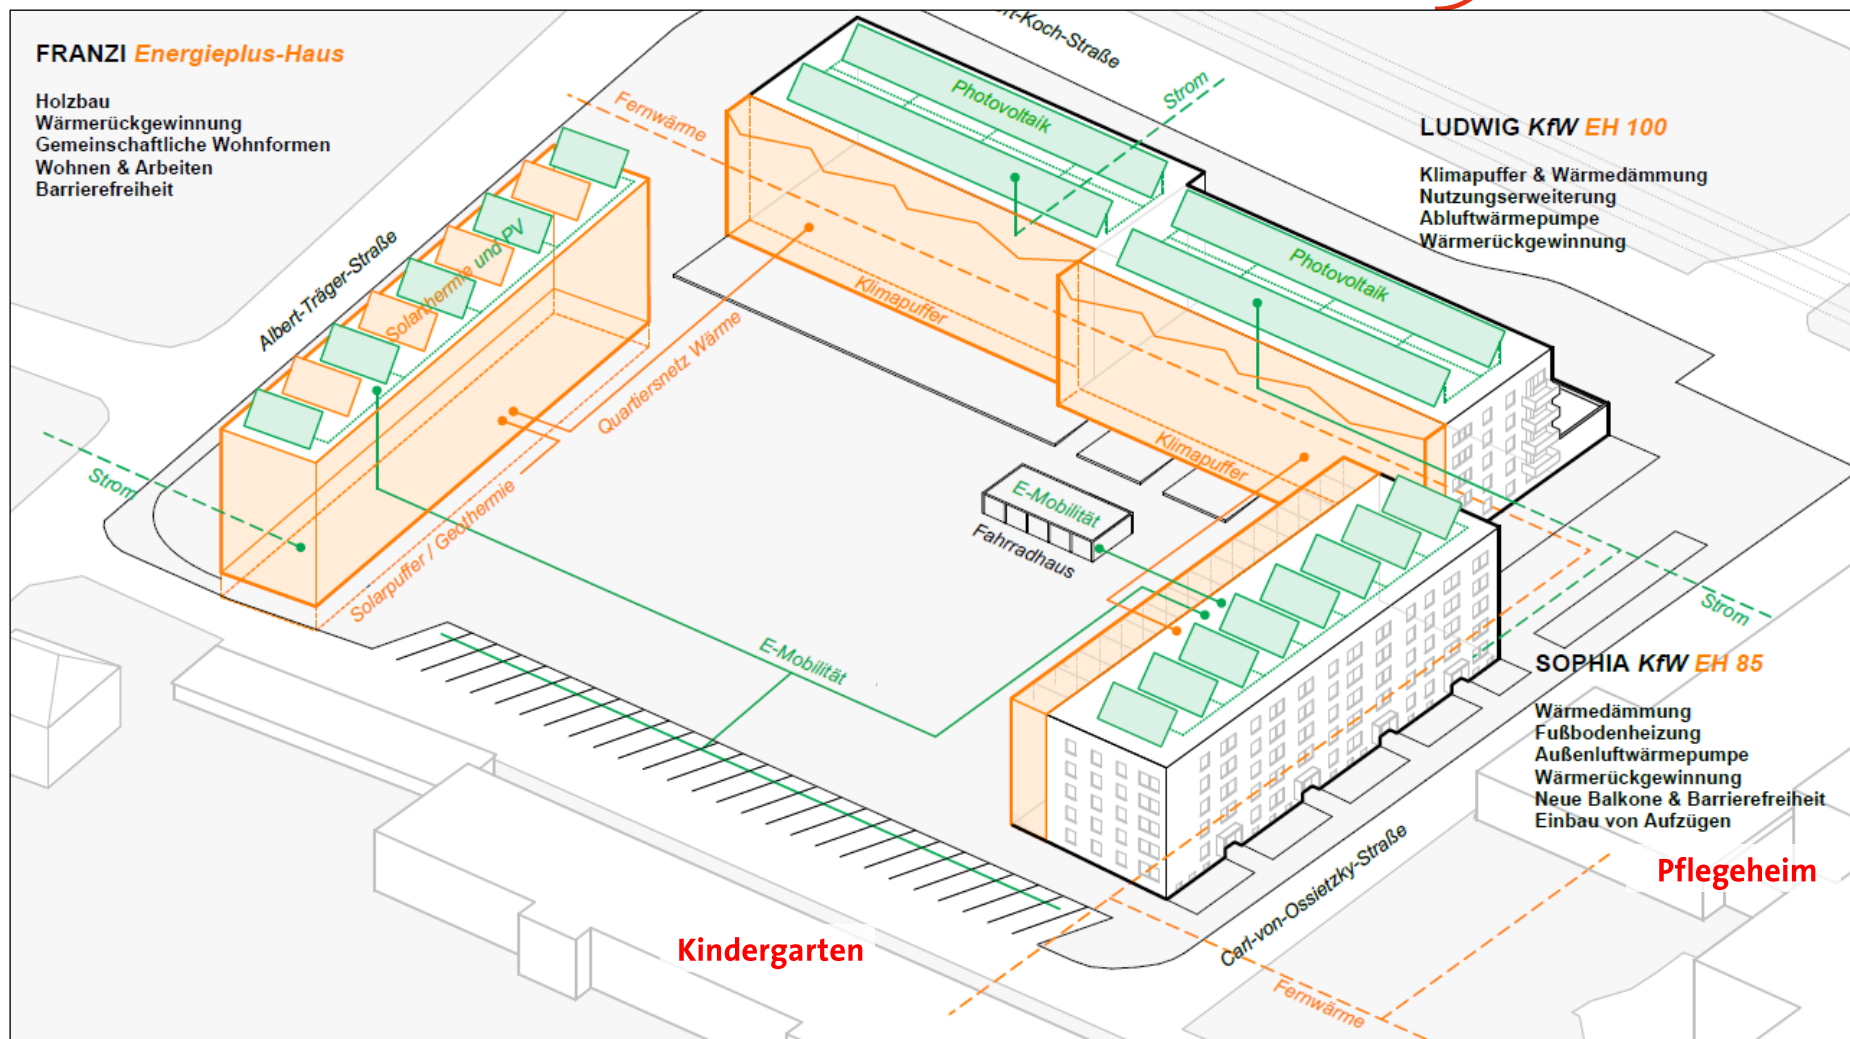 FRANZI Energieplus-Haus
Holzbau
Wärmerückgewinnung
Gemeinschaftliche Wohnformen
Wohnen & Arbeiten
Barrierefreiheit
-Koch-Straße
Strom
Photovoltaik
Fernwärme
LUDWIG KfW EH 100
Klimapuffer & Wärmedämmung
Nutzungserweiterung
Abluftwärmepumpe
Wärmerückgewinnung
Albert-Träger-Straße
Solarthermie und PV
Klimapuffer
Photovoltaik
Quartiersnetz Wärme
Klimapuffer
Strom
E-Mobilität
Fahrradhaus
Solarpuffer / Geothermie
Strom
E-Mobilität
SOPHIA KfW EH 85
Wärmedämmung
Fußbodenheizung
Außenluftwärmepumpe
Wärmerückgewinnung
Neue Balkone & Barrierefreiheit
Einbau von Aufzügen
Carl-von-Ossietzky-Straße
Pflegeheim
Kindergarten
Fernwärme